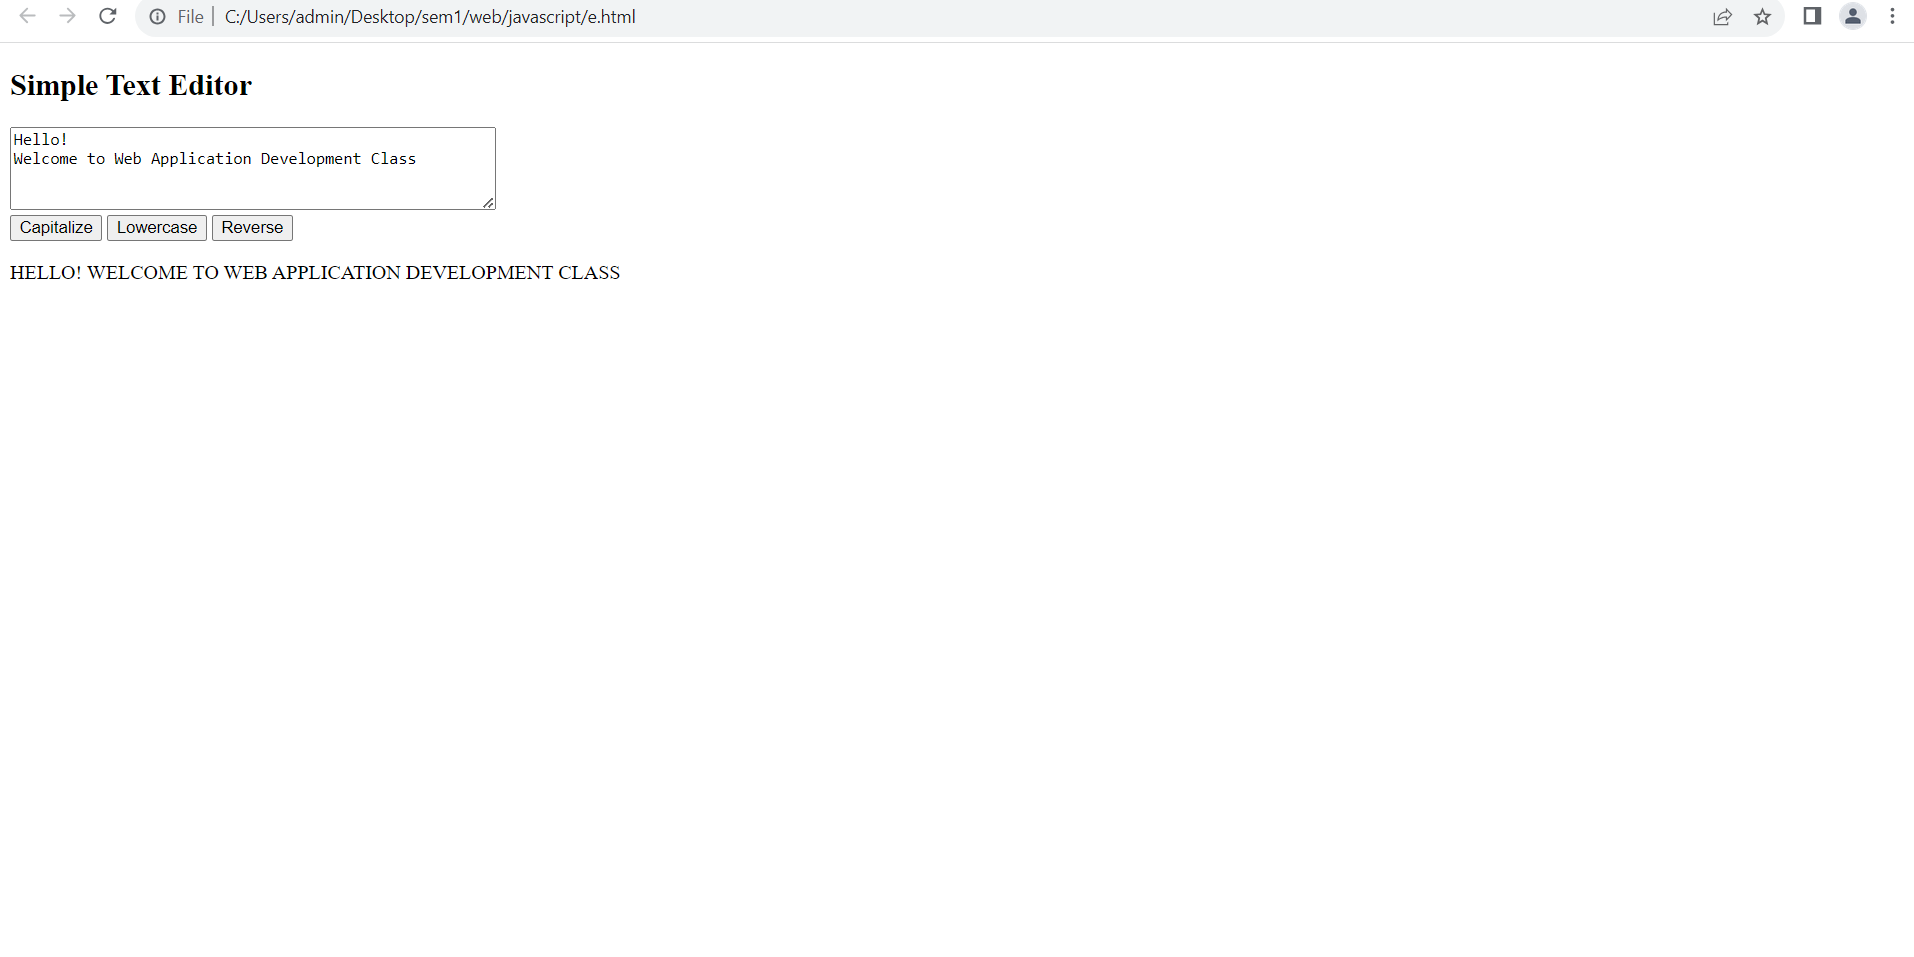 File C:/Users/admin/Desktop/sem1/web/javascript/e.html
Simple Text Editor
Hello!
Welcome to Web Application Development Class
Capitalize Lowercase Reverse
HELLO! WELCOME TO WEB APPLICATION DEVELOPMENT CLASS